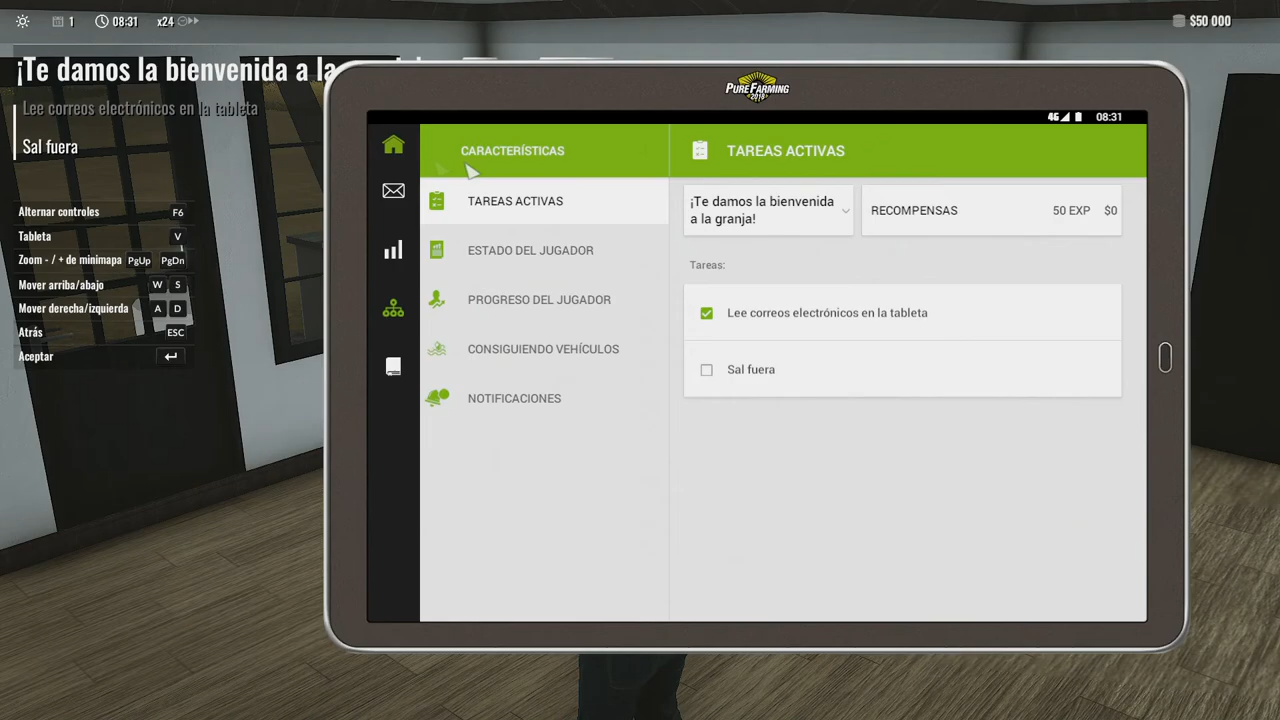 1
08:31
x24
$50 000
¡Te damos la bienvenida a la
Lee correos electrónicos en la tableta
Sal fuera
Alternar controles F6
Tableta V
Zoom - / + de minimapa PgUp PgDn
Mover arriba/abajo W S
Mover derecha/izquierda A D
Atrás ESC
Aceptar
PURE FARMING
2018
4G 08:31
CARACTERÍSTICAS
TAREAS ACTIVAS
ESTADO DEL JUGADOR
PROGRESO DEL JUGADOR
CONSIGUIENDO VEHÍCULOS
NOTIFICACIONES
TAREAS ACTIVAS
¡Te damos la bienvenida
a la granja!
RECOMPENSAS 50 EXP $0
Tareas:
Lee correos electrónicos en la tableta
Sal fuera